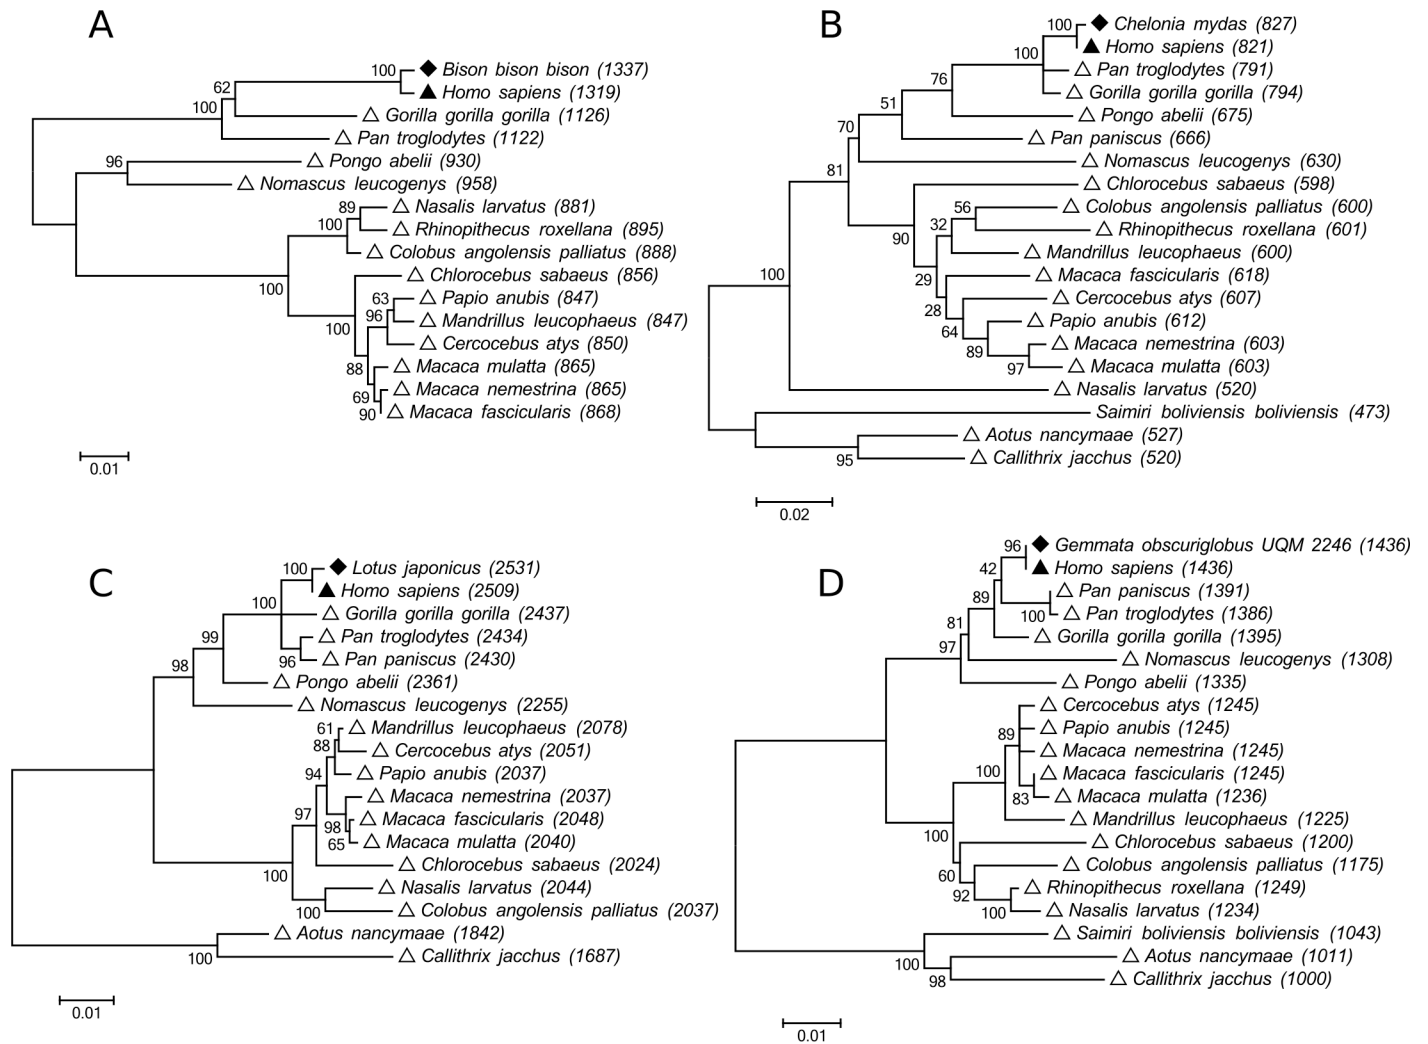 A
100
Bison bison bison (1337)
62
Homo sapiens (1319)
100
Gorilla gorilla gorilla (1126)
Pan troglodytes (1122)
96
Pongo abelii (930)
Nomascus leucogenys (958)
89
Nasalis larvatus (881)
100
Rhinopithecus roxellana (895)
Colobus angolensis palliatus (888)
100
Chlorocebus sabaeus (856)
63
Papio anubis (847)
96
Mandrillus leucophaeus (847)
100
Cercocebus atys (850)
88
Macaca mulatta (865)
69
Macaca nemestrina (865)
90
Macaca fascicularis (868)
0.01
B
100
Chelonia mydas (827)
Homo sapiens (821)
100
Pan troglodytes (791)
76
Gorilla gorilla gorilla (794)
51
Pongo abelii (675)
70
Pan paniscus (666)
81
Nomascus leucogenys (630)
Chlorocebus sabaeus (598)
56
Colobus angolensis palliatus (600)
32
Rhinopithecus roxellana (601)
90
Mandrillus leucophaeus (600)
100
29
Macaca fascicularis (618)
28
Cercocebus atys (607)
64
Papio anubis (612)
89
Macaca nemestrina (603)
97
Macaca mulatta (603)
Nasalis larvatus (520)
Saimiri boliviensis boliviensis (473)
Aotus nancymaae (527)
95
Callithrix jacchus (520)
0.02
C
100
Lotus japonicus (2531)
Homo sapiens (2509)
100
Gorilla gorilla gorilla (2437)
99
Pan troglodytes (2434)
98
96
Pan paniscus (2430)
Pongo abelii (2361)
Nomascus leucogenys (2255)
61
Mandrillus leucophaeus (2078)
88
Cercocebus atys (2051)
94
Papio anubis (2037)
Macaca nemestrina (2037)
97
98
Macaca fascicularis (2048)
65
Macaca mulatta (2040)
100
Chlorocebus sabaeus (2024)
Nasalis larvatus (2044)
100
Colobus angolensis palliatus (2037)
Aotus nancymaae (1842)
100
Callithrix jacchus (1687)
0.01
D
96
Gemmata obscuriglobus UQM 2246 (1436)
42
Homo sapiens (1436)
89
Pan paniscus (1391)
100
Pan troglodytes (1386)
81
Gorilla gorilla gorilla (1395)
97
Nomascus leucogenys (1308)
Pongo abelii (1335)
Cercocebus atys (1245)
89
Papio anubis (1245)
Macaca nemestrina (1245)
100
Macaca fascicularis (1245)
83
Macaca mulatta (1236)
Mandrillus leucophaeus (1225)
100
Chlorocebus sabaeus (1200)
60
Colobus angolensis palliatus (1175)
92
Rhinopithecus roxellana (1249)
100
Nasalis larvatus (1234)
Saimiri boliviensis boliviensis (1043)
100
Aotus nancymaae (1011)
98
Callithrix jacchus (1000)
0.01